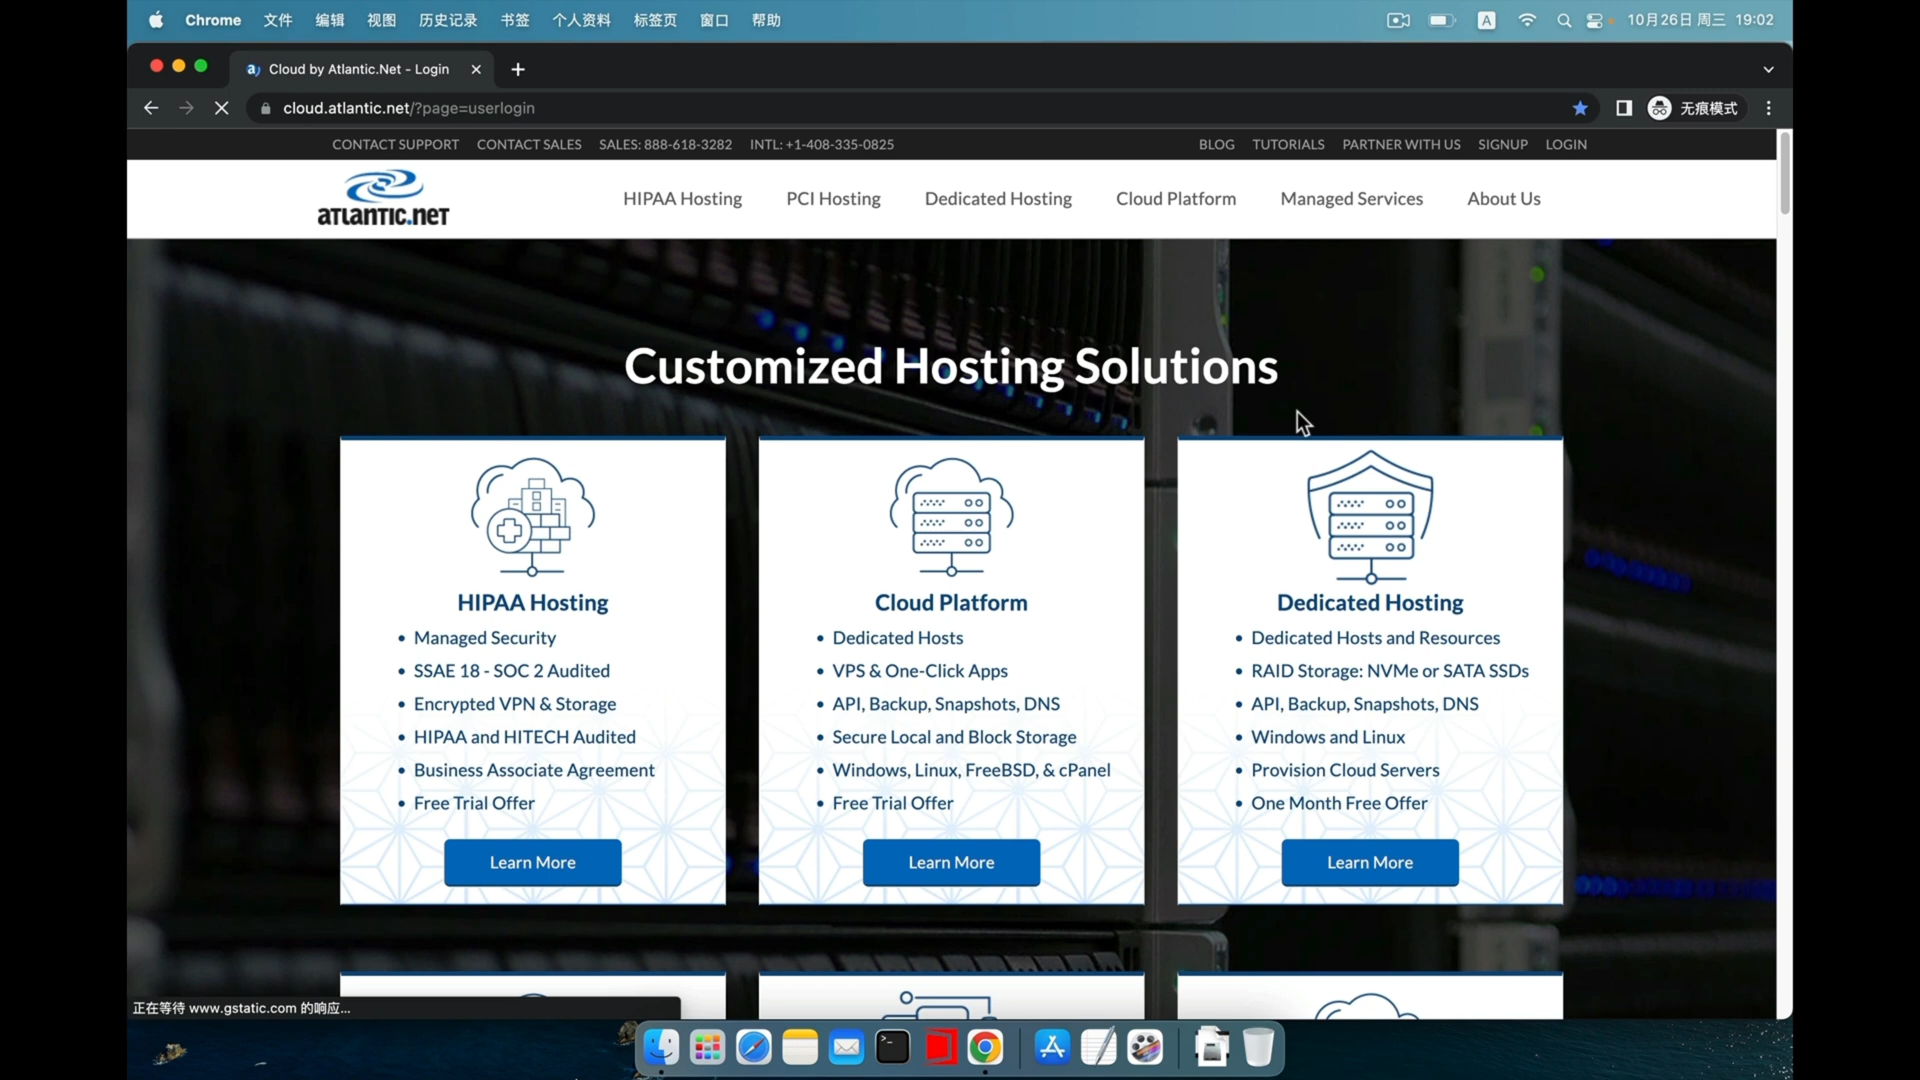 Chrome 文件 编辑 视图 历史记录 书签 个人资料 标签页 窗口 帮助 A 10月26日 周三 19:02
a) Cloud by Atlantic.Net - Login
cloud.atlantic.net/?page=userlogin 无痕模式
CONTACT SUPPORT CONTACT SALES SALES: 888-618-3282 INTL: +1-408-335-0825 BLOG TUTORIALS PARTNER WITH US SIGNUP LOGIN
ATLANTIC.NET
HIPAA Hosting PCI Hosting Dedicated Hosting Cloud Platform Managed Services About Us
Customized Hosting Solutions
HIPAA Hosting
• Managed Security
• SSAE 18 - SOC 2 Audited
• Encrypted VPN & Storage
• HIPAA and HITECH Audited
• Business Associate Agreement
• Free Trial Offer
Learn More
Cloud Platform
• Dedicated Hosts
• VPS & One-Click Apps
• API, Backup, Snapshots, DNS
• Secure Local and Block Storage
• Windows, Linux, FreeBSD, & cPanel
• Free Trial Offer
Learn More
Dedicated Hosting
• Dedicated Hosts and Resources
• RAID Storage: NVMe or SATA SSDs
• API, Backup, Snapshots, DNS
• Windows and Linux
• Provision Cloud Servers
• One Month Free Offer
Learn More
正在等待 www.gstatic.com 的响应...